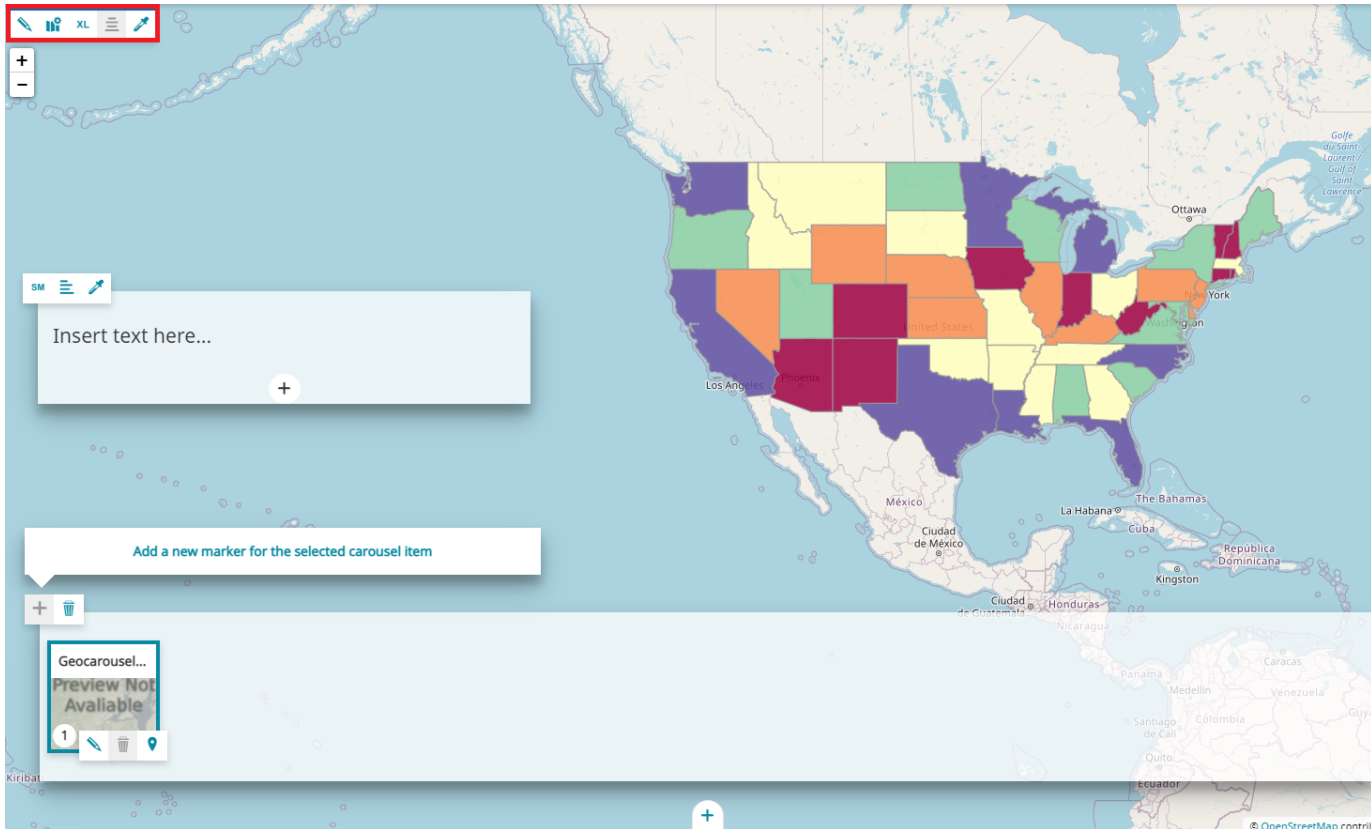 XL
+
−
Golfe
du Saint-
Laurent /
Gulf of
Saint
Lawrence
Ottawa
SM
New York
Insert text here...
Washington
United States
+
Los Angeles
Phoenix
México
La Habana
The Bahamas
Cuba
Ciudad
de México
República
Dominicana
Add a new marker for the selected carousel item
Kingston
Ciudad
de Guatemala
Honduras
Nicaragua
Geocarousel...
Preview Not
Avaliable
Caracas
Panamá
Medellín
Venezuela
Santiago
de Cali
Colombia
1
Quito
Kiribati
Ecuador
+
© OpenStreetMap contri